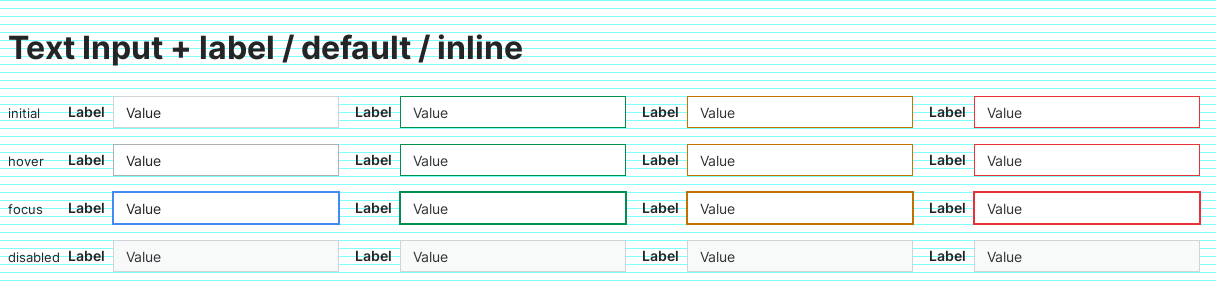 Text Input + label / default / inline
initial Label Value Label Value Label Value Label Value
hover Label Value Label Value Label Value Label Value
focus Label Value Label Value Label Value Label Value
disabled Label Value Label Value Label Value Label Value